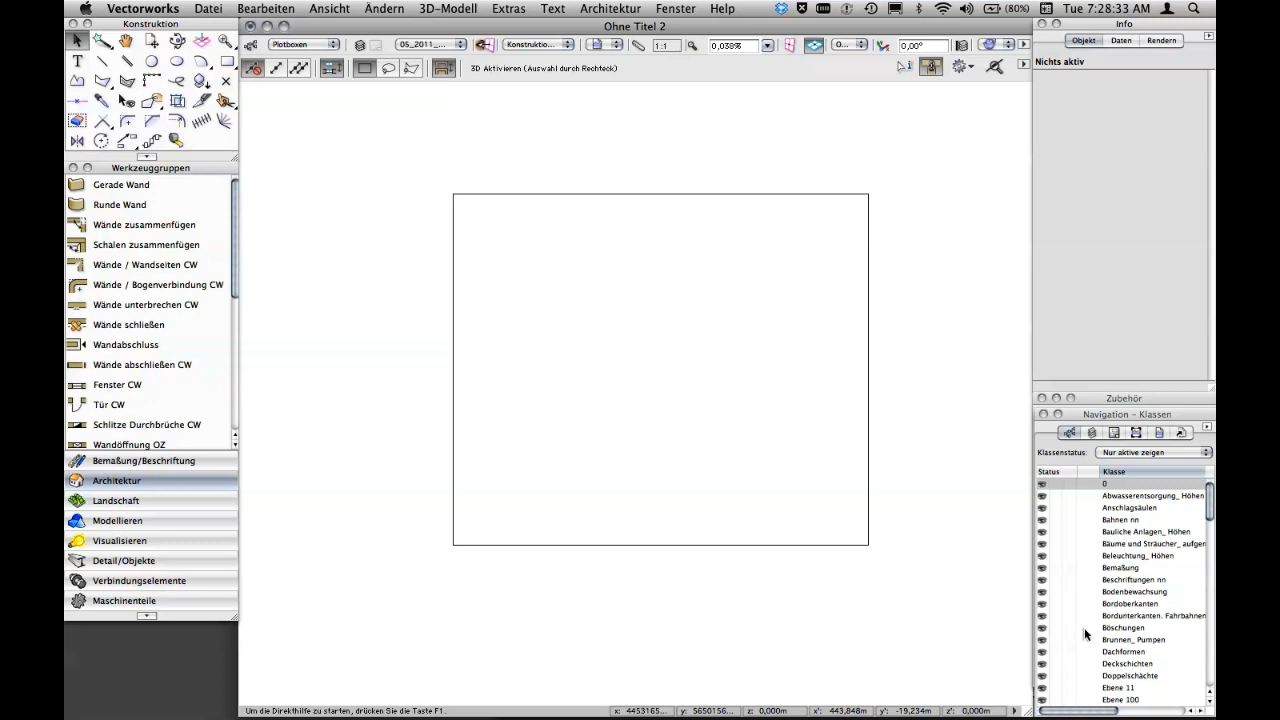 Vectorworks Datei Bearbeiten Ansicht Ändern 3D-Modell Extras Text Architektur Fenster Help (80%) Tue 7:28:33 AM
Konstruktion
Ohne Titel 2
Info
Plotboxen 05_2011_... Konstruktio... 1:1 0,038% O... 0,00°
Objekt Daten Rendern
3D Aktivieren (Auswahl durch Rechteck)
Nichts aktiv
Werkzeuggruppen
Gerade Wand
Runde Wand
Wände zusammenfügen
Schalen zusammenfügen
Wände / Wandseiten CW
Wände / Bogenverbindung CW
Wände unterbrechen CW
Wände schließen
Wandabschluss
Wände abschließen CW
Fenster CW
Tür CW
Schlitze Durchbrüche CW
Wandöffnung OZ
Bemaßung/Beschriftung
Architektur
Landschaft
Modellieren
Visualisieren
Detail/Objekte
Verbindungselemente
Maschinenteile
Zubehör
Navigation - Klassen
Klassenstatus: Nur aktive zeigen
Status Klasse
0
Abwasserentsorgung_ Höhen
Anschlagsäulen
Bahnen nn
Bauliche Anlagen_ Höhen
Bäume und Sträucher_ aufgen
Beleuchtung_ Höhen
Bemaßung
Beschriftungen nn
Bodenbewachsung
Bordoberkanten
Bordunterkanten. Fahrbahnen
Böschungen
Brunnen_ Pumpen
Dachformen
Deckschichten
Doppelschächte
Ebene 11
Ebene 100
Um die Direkthilfe zu starten, drücken Sie die Taste F1.
x: 4453165... y: 5650156... z: 0,000m x': 443,848m y': -19,234m z': 0,000m